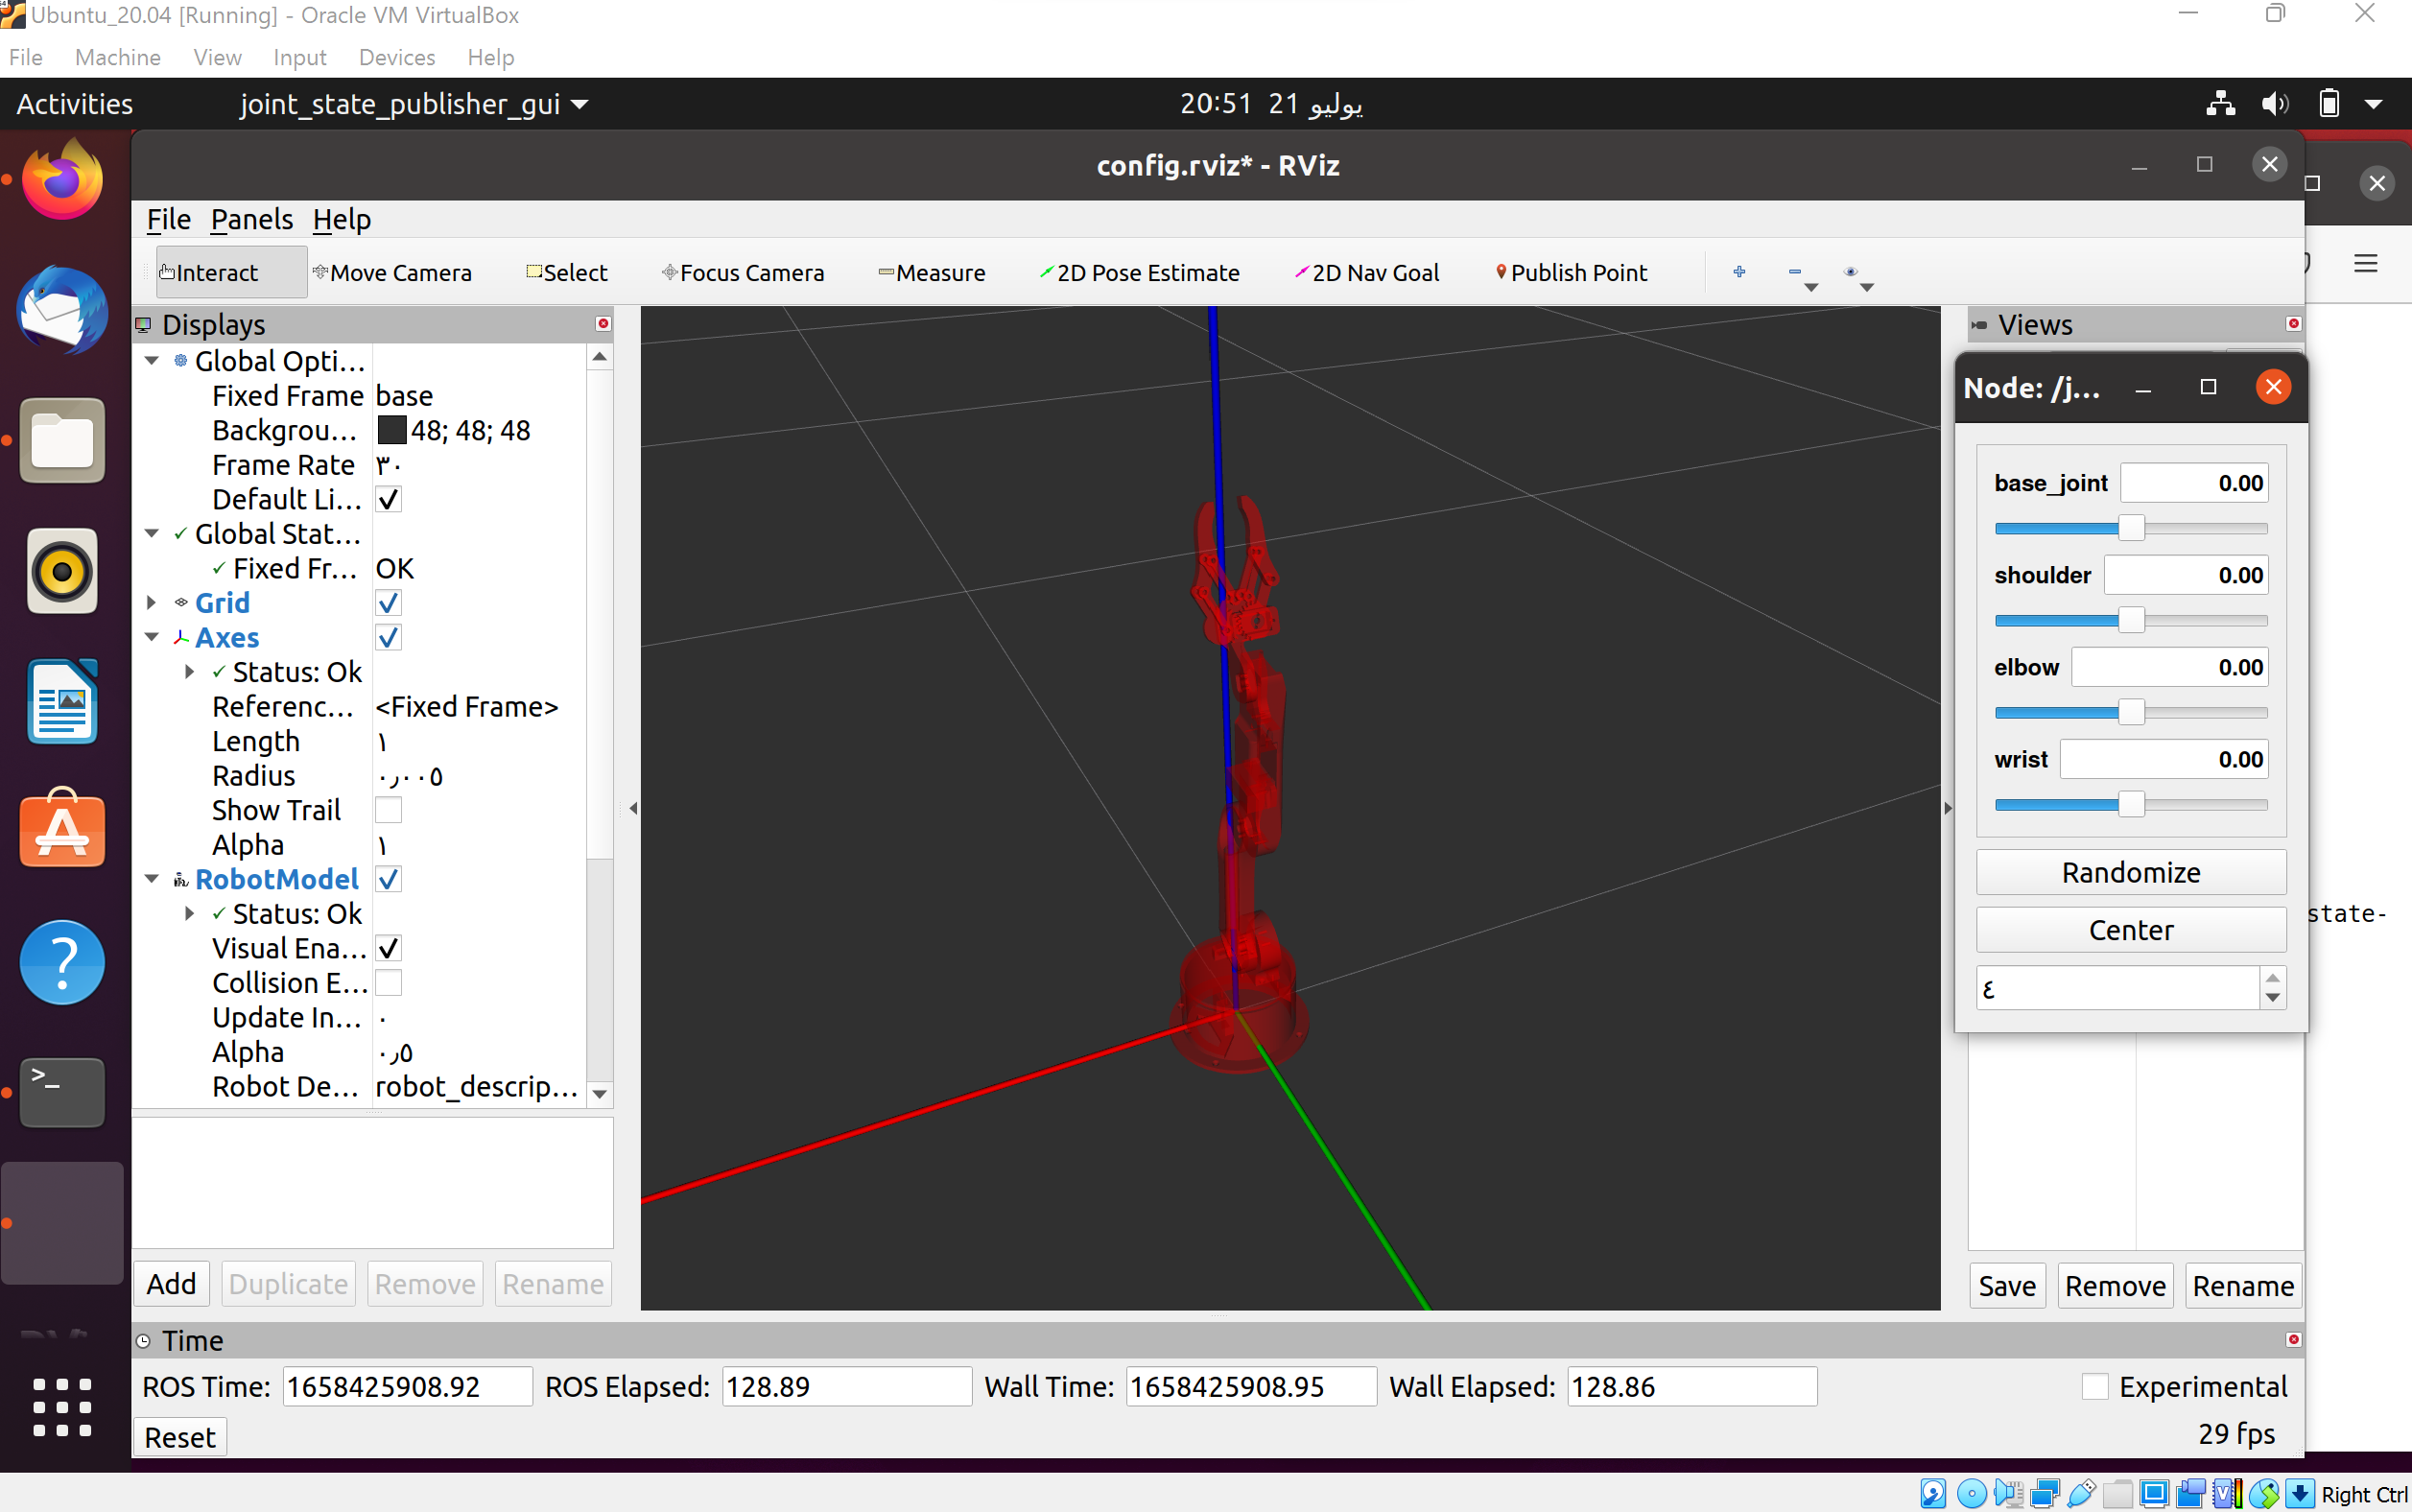 Ubuntu_20.04 [Running] - Oracle VM VirtualBox
File Machine View Input Devices Help
Activities joint_state_publisher_gui 20:51 21 يوليو
config.rviz* - RViz
File Panels Help
Interact Move Camera Select Focus Camera Measure 2D Pose Estimate 2D Nav Goal Publish Point
Displays
Global Opti...
Fixed Frame base
Backgrou... 48; 48; 48
Frame Rate ٣٠
Default Li...
Global Stat...
Fixed Fr... OK
Grid
Axes
Status: Ok
Referenc... <Fixed Frame>
Length ١
Radius ٠٫٠٠٥
Show Trail
Alpha ١
RobotModel
Status: Ok
Visual Ena...
Collision E...
Update In... ٠
Alpha ٠٫٥
Robot De... robot_descrip...
Add Duplicate Remove Rename
Views
Node: /j...
base_joint 0.00
shoulder 0.00
elbow 0.00
wrist 0.00
Randomize
Center
٤
state-
Save Remove Rename
Time
ROS Time: 1658425908.92 ROS Elapsed: 128.89 Wall Time: 1658425908.95 Wall Elapsed: 128.86 Experimental
Reset 29 fps
Right Ctrl